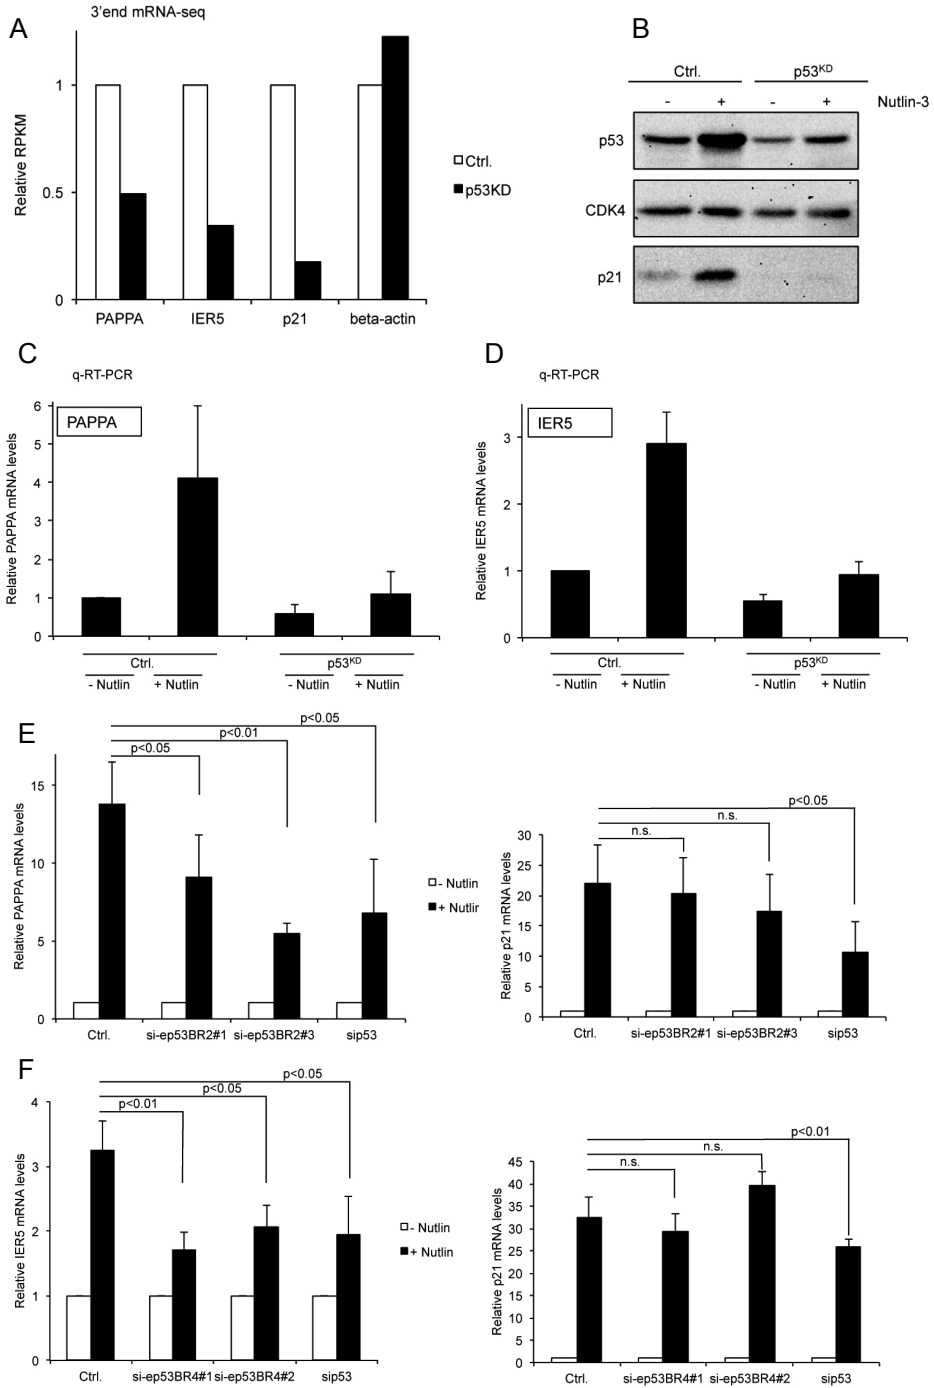 A
3'end mRNA-seq
Relative RPKM
1
0.5
0
PAPPA IER5 p21 beta-actin
Ctrl.
p53KD
B
Ctrl. p53KD
- + - + Nutlin-3
p53
CDK4
p21
C
q-RT-PCR
PAPPA
Relative PAPPA mRNA levels
6
5
4
3
2
1
0
Ctrl. p53KD
- Nutlin + Nutlin - Nutlin + Nutlin
D
q-RT-PCR
IER5
Relative IER5 mRNA levels
3
2
1
0
Ctrl. p53KD
- Nutlin + Nutlin - Nutlin + Nutlin
E
p<0.05
p<0.01
p<0.05
Relative PAPPA mRNA levels
15
10
5
0
Ctrl. si-ep53BR2#1 si-ep53BR2#3 sip53
- Nutlin
+ Nutlir
p<0.05
n.s.
n.s.
Relative p21 mRNA levels
30
25
20
15
10
5
0
Ctrl. si-ep53BR2#1 si-ep53BR2#3 sip53
F
p<0.05
p<0.05
p<0.01
Relative IER5 mRNA levels
4
3
2
1
0
Ctrl. si-ep53BR4#1 si-ep53BR4#2 sip53
- Nutlin
+ Nutlin
p<0.01
n.s.
n.s.
Relative p21 mRNA levels
45
40
35
30
25
20
15
10
5
0
Ctrl. si-ep53BR4#1 si-ep53BR4#2 sip53